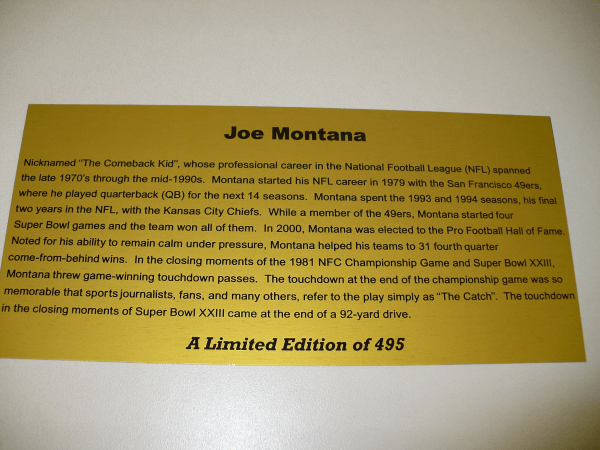 Joe Montana
Nicknamed "The Comeback Kid", whose professional career in the National Football League (NFL) spanned
the late 1970's through the mid-1990s. Montana started his NFL career in 1979 with the San Francisco 49ers,
where he played quarterback (QB) for the next 14 seasons. Montana spent the 1993 and 1994 seasons, his final
two years in the NFL, with the Kansas City Chiefs. While a member of the 49ers, Montana started four
Super Bowl games and the team won all of them. In 2000, Montana was elected to the Pro Football Hall of Fame.
Noted for his ability to remain calm under pressure, Montana helped his teams to 31 fourth quarter
come-from-behind wins. In the closing moments of the 1981 NFC Championship Game and Super Bowl XXIII,
Montana threw game-winning touchdown passes. The touchdown at the end of the championship game was so
memorable that sports journalists, fans, and many others, refer to the play simply as "The Catch". The touchdown
in the closing moments of Super Bowl XXIII came at the end of a 92-yard drive.
A Limited Edition of 495